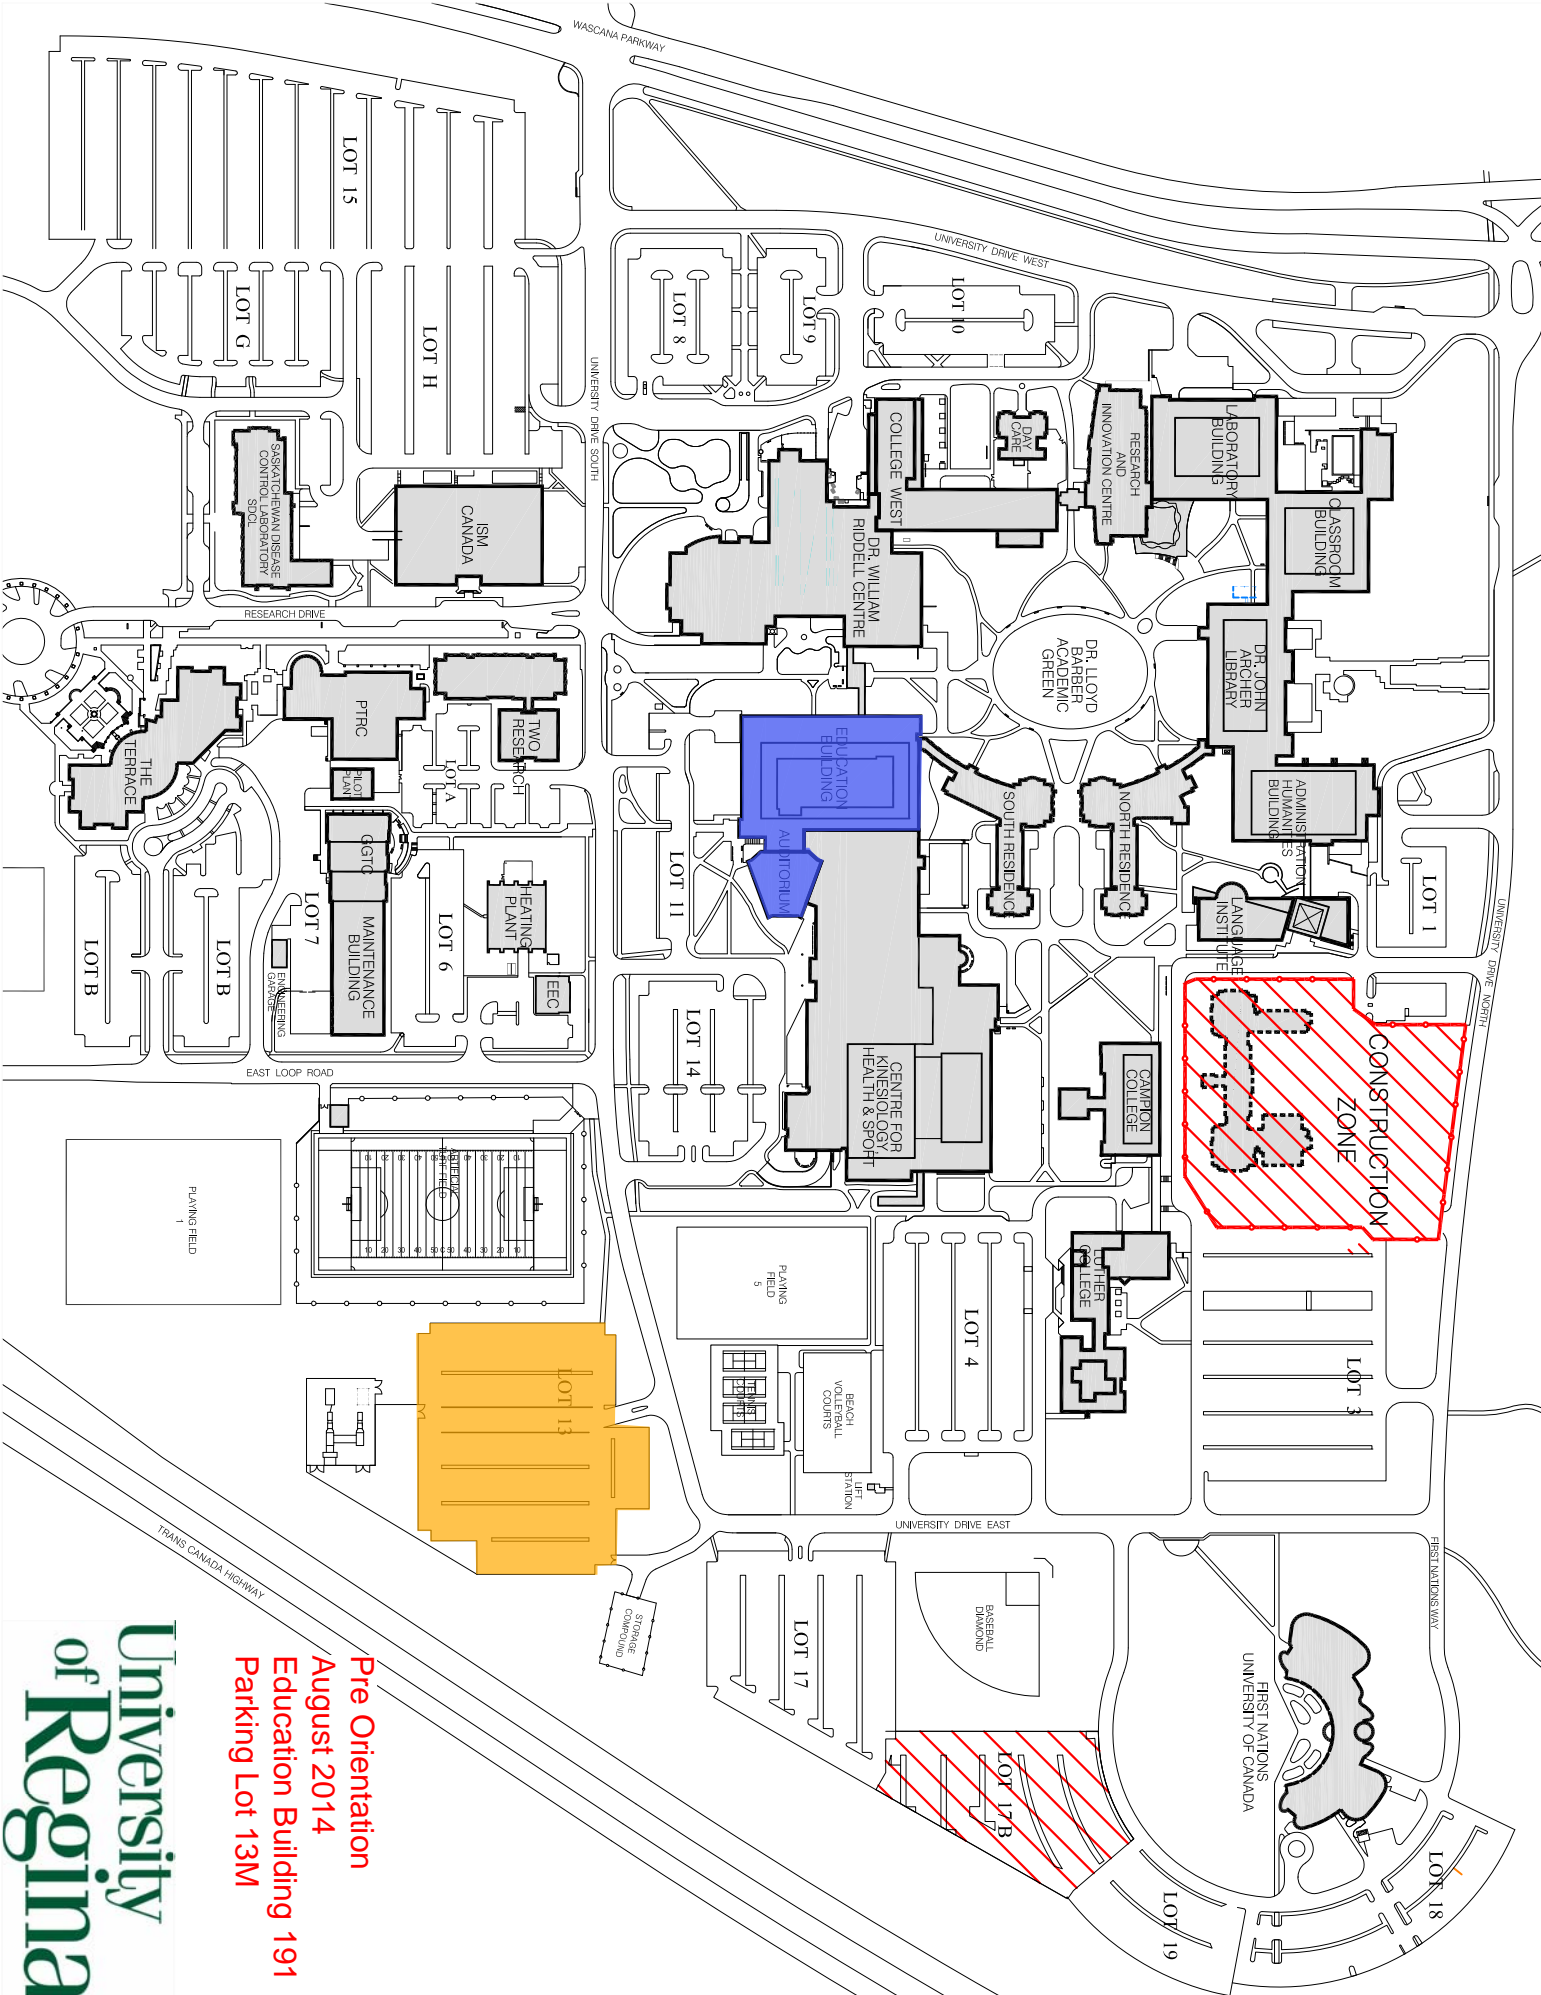 WASCANA PARKWAY
UNIVERSITY DRIVE WEST
LOT 15
LOT G
LOT H
LOT 8
LOT 9
LOT 10
UNIVERSITY DRIVE SOUTH
SASKATCHEWAN DISEASE
CONTROL LABORATORY
SDCL
ISM
CANADA
COLLEGE WEST
DAY
CARE
RESEARCH
AND
INNOVATION CENTRE
LABORATORY
BUILDING
CLASSROOM
BUILDING
DR. WILLIAM
RIDDELL CENTRE
RESEARCH DRIVE
DR. LLOYD
BARBER
ACADEMIC
GREEN
DR. JOHN
ARCHER
LIBRARY
THE
TERRACE
PTRC
PILOT
PLANT
TWO
RESEARCH
LOT A
EDUCATION
BUILDING
AUDITORIUM
SOUTH RESIDENCE
NORTH RESIDENCE
ADMINISTRATION
HUMANITIES
BUILDING
LOT 1
UNIVERSITY DRIVE NORTH
LANGUAGE
INSTITUTE
GGTC
MAINTENANCE
BUILDING
LOT 7
LOT 6
HEATING
PLANT
EEC
LOT 11
LOT B
LOT B
ENGINEERING
GARAGE
LOT 14
CENTRE FOR
KINESIOLOGY,
HEALTH & SPORT
CAMPION
COLLEGE
CONSTRUCTION
ZONE
EAST LOOP ROAD
ARTIFICIAL
TURF FIELD
PLAYING FIELD
1
PLAYING
FIELD
5
LOT 4
LUTHER
COLLEGE
LOT 3
LOT 13
TENNIS
COURTS
BEACH
VOLLEYBALL
COURTS
LIFT
STATION
UNIVERSITY DRIVE EAST
FIRST NATIONS WAY
TRANS CANADA HIGHWAY
STORAGE
COMPOUND
LOT 17
BASEBALL
DIAMOND
LOT 17 B
FIRST NATIONS
UNIVERSITY OF CANADA
LOT 18
LOT 19
Pre Orientation
August 2014
Education Building 191
Parking Lot 13M
University
of Regina